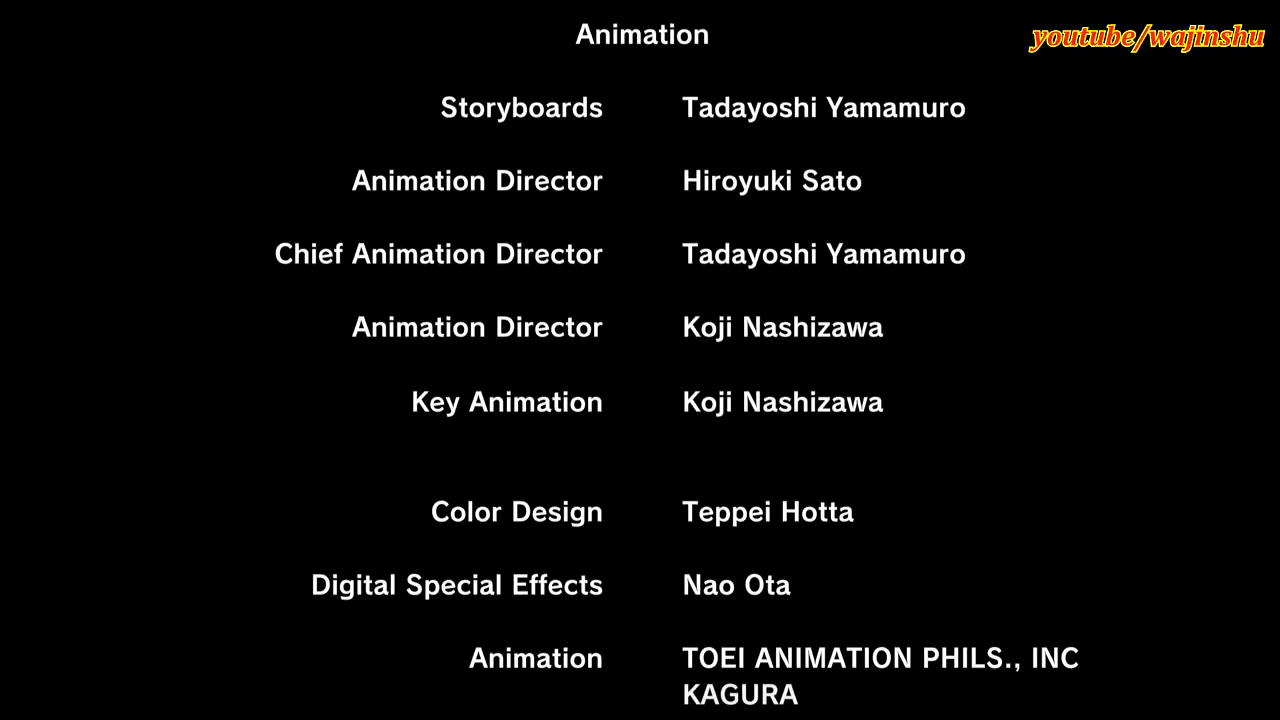 Animation
youtube/wajinshu
Storyboards Tadayoshi Yamamuro
Animation Director Hiroyuki Sato
Chief Animation Director Tadayoshi Yamamuro
Animation Director Koji Nashizawa
Key Animation Koji Nashizawa
Color Design Teppei Hotta
Digital Special Effects Nao Ota
Animation TOEI ANIMATION PHILS., INC
KAGURA